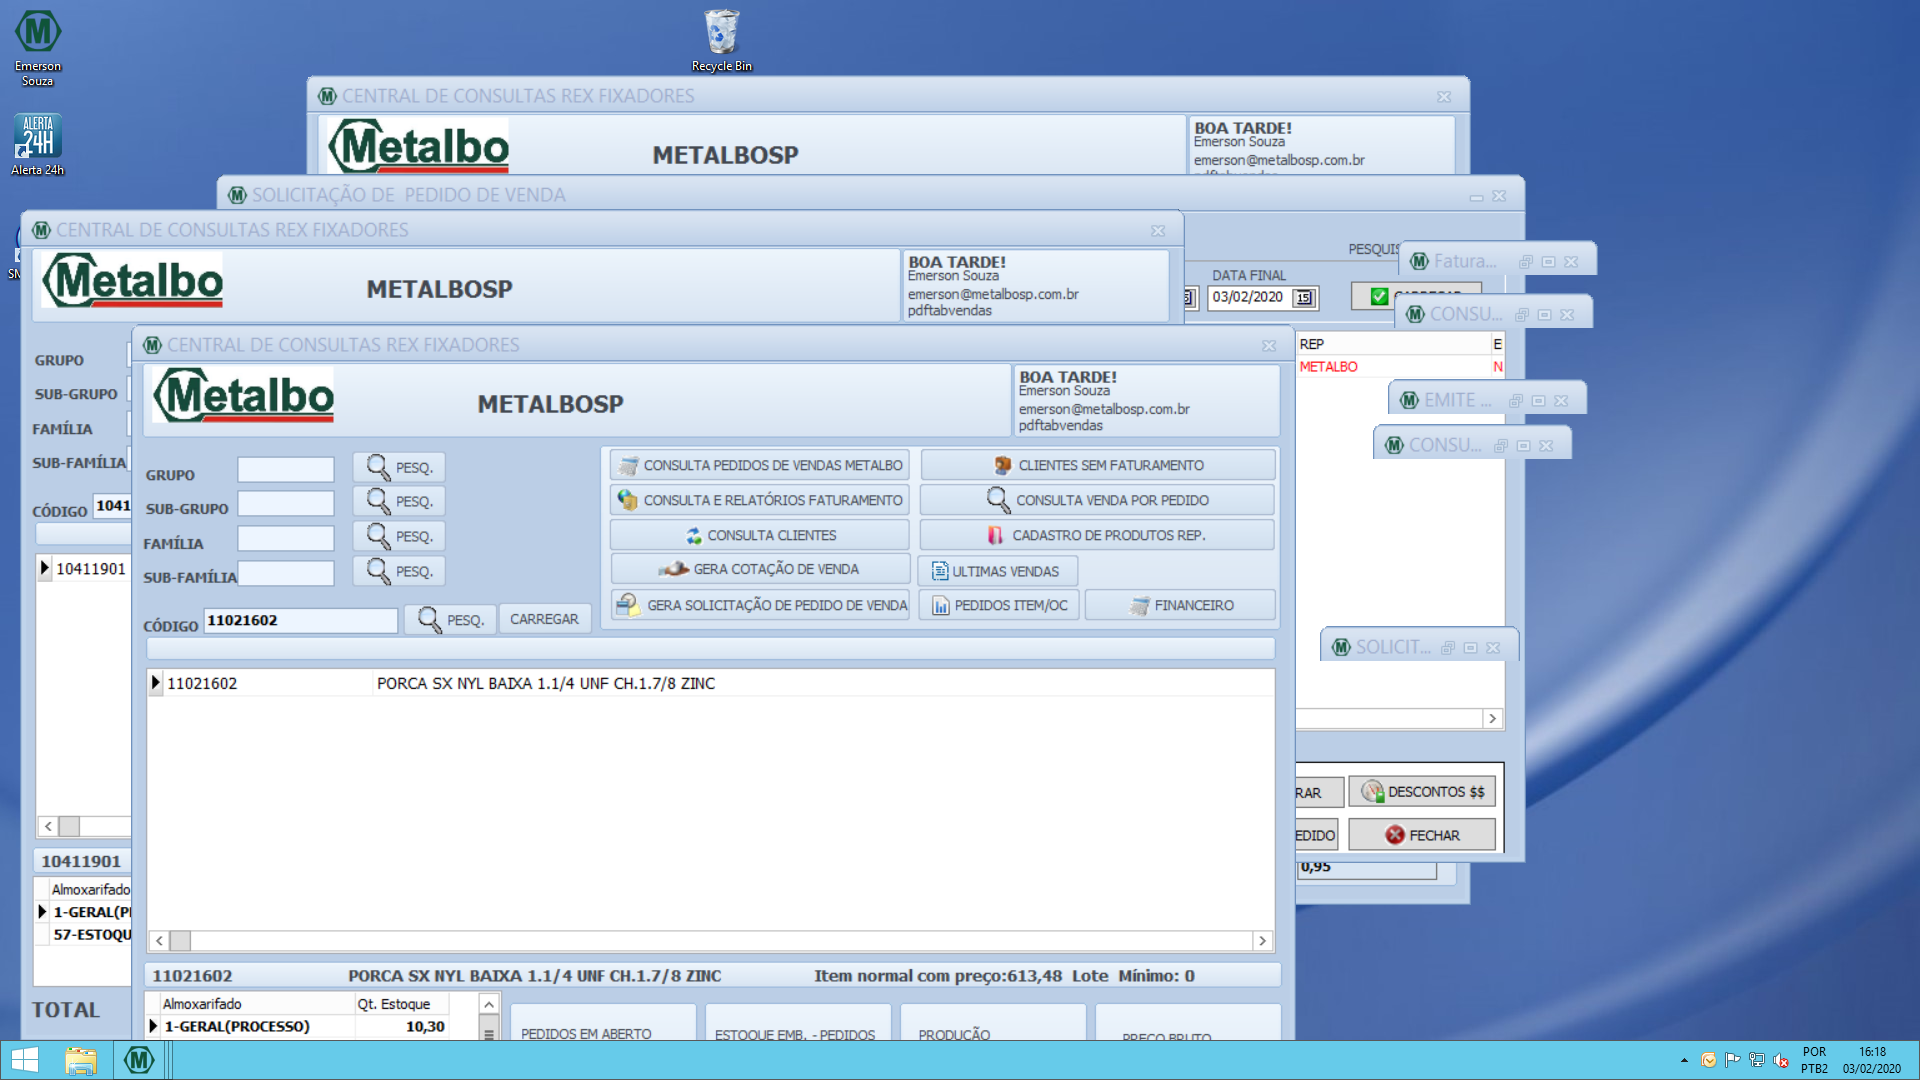 Emerson
Souza
Recycle Bin
ALERTA
24H
Alerta 24h
CENTRAL DE CONSULTAS REX FIXADORES
Metalbo
METALBOSP
BOA TARDE!
Emerson Souza
emerson@metalbosp.com.br
SOLICITAÇÃO DE PEDIDO DE VENDA
PESQUIS
DATA FINAL
03/02/2020
15
REP
E
METALBO
N
Fatura...
CONSU...
EMITE ...
CONSU...
SOLICIT...
RAR
DESCONTOS $$
EDIDO
FECHAR
0,95
CENTRAL DE CONSULTAS REX FIXADORES
Metalbo
METALBOSP
BOA TARDE!
Emerson Souza
emerson@metalbosp.com.br
pdftabvendas
GRUPO
SUB-GRUPO
FAMÍLIA
SUB-FAMÍLIA
CÓDIGO 1041
10411901
10411901
Almoxarifado
1-GERAL(P
57-ESTOQU
TOTAL
CENTRAL DE CONSULTAS REX FIXADORES
Metalbo
METALBOSP
BOA TARDE!
Emerson Souza
emerson@metalbosp.com.br
pdftabvendas
GRUPO PESQ.
SUB-GRUPO PESQ.
FAMÍLIA PESQ.
SUB-FAMÍLIA PESQ.
CÓDIGO 11021602 PESQ. CARREGAR
CONSULTA PEDIDOS DE VENDAS METALBO CLIENTES SEM FATURAMENTO
CONSULTA E RELATÓRIOS FATURAMENTO CONSULTA VENDA POR PEDIDO
CONSULTA CLIENTES CADASTRO DE PRODUTOS REP.
GERA COTAÇÃO DE VENDA ULTIMAS VENDAS
GERA SOLICITAÇÃO DE PEDIDO DE VENDA PEDIDOS ITEM/OC FINANCEIRO
11021602 PORCA SX NYL BAIXA 1.1/4 UNF CH.1.7/8 ZINC
11021602 PORCA SX NYL BAIXA 1.1/4 UNF CH.1.7/8 ZINC Item normal com preço:613,48 Lote Mínimo: 0
Almoxarifado Qt. Estoque
1-GERAL(PROCESSO) 10,30
PEDIDOS EM ABERTO ESTOQUE EMB. - PEDIDOS PRODUÇÃO PREÇO BRUTO
POR
PTB2
16:18
03/02/2020